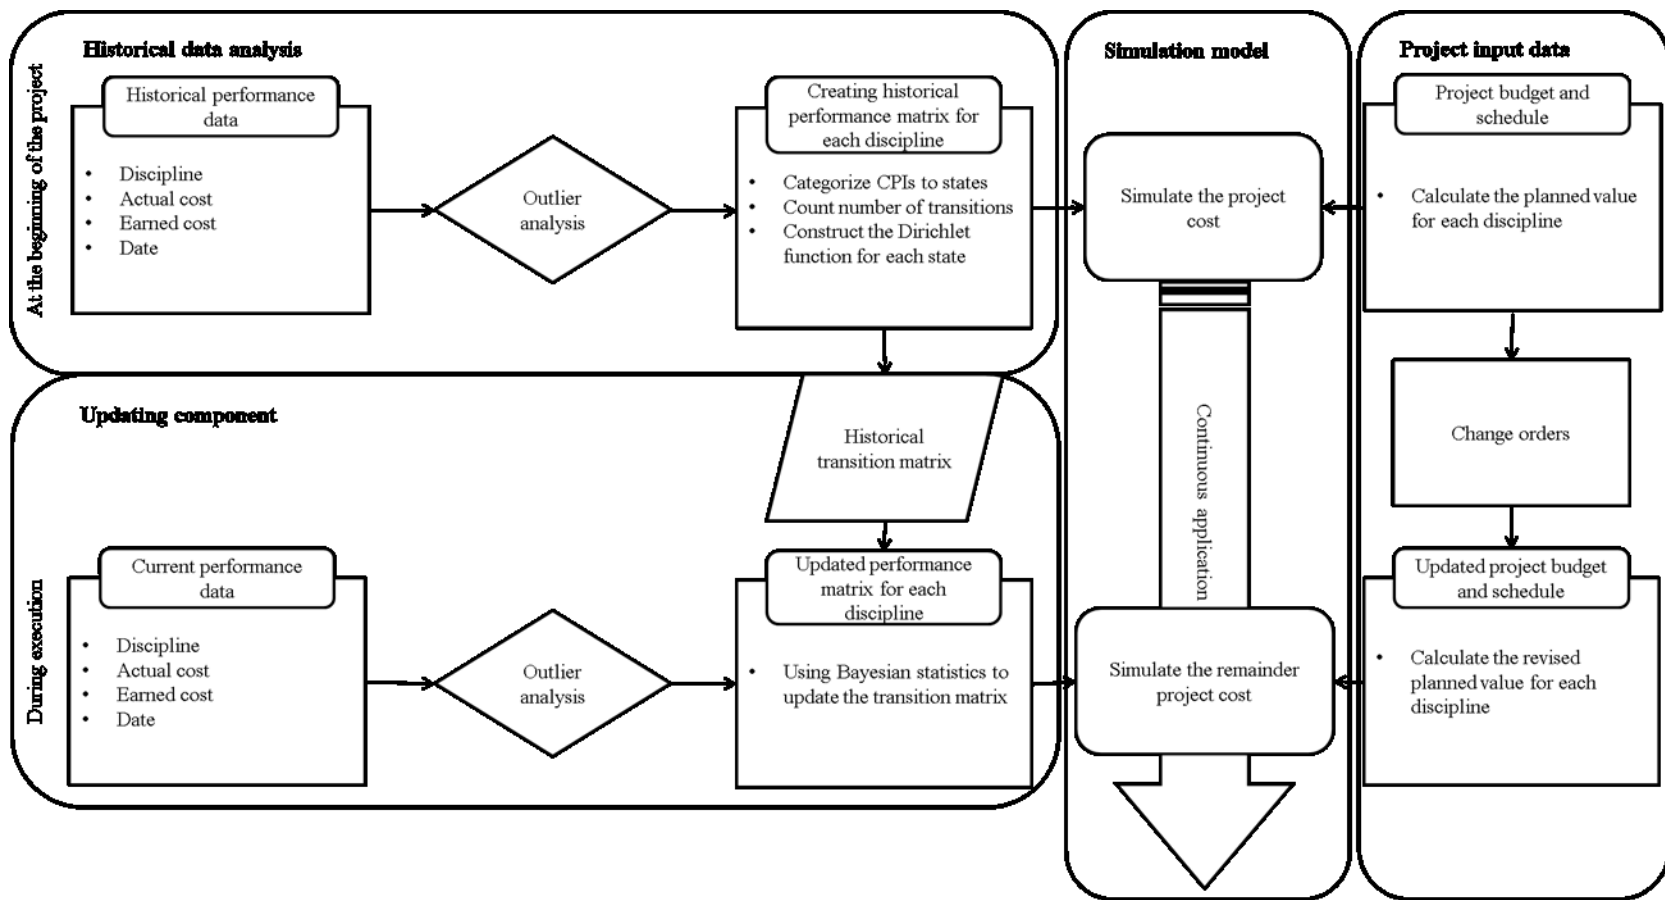 Historical data analysis
At the beginning of the project
Historical performance
data
• Discipline
• Actual cost
• Earned cost
• Date
Outlier
analysis
Creating historical
performance matrix for
each discipline
• Categorize CPIs to states
• Count number of transitions
• Construct the Dirichlet
function for each state
Simulation model
Simulate the project
cost
Project input data
Project budget and
schedule
• Calculate the planned value
for each discipline
Updating component
During execution
Historical
transition matrix
Current performance
data
• Discipline
• Actual cost
• Earned cost
• Date
Outlier
analysis
Updated performance
matrix for each
discipline
• Using Bayesian statistics to
update the transition matrix
Continuous application
Simulate the remainder
project cost
Change orders
Updated project budget
and schedule
• Calculate the revised
planned value for each
discipline